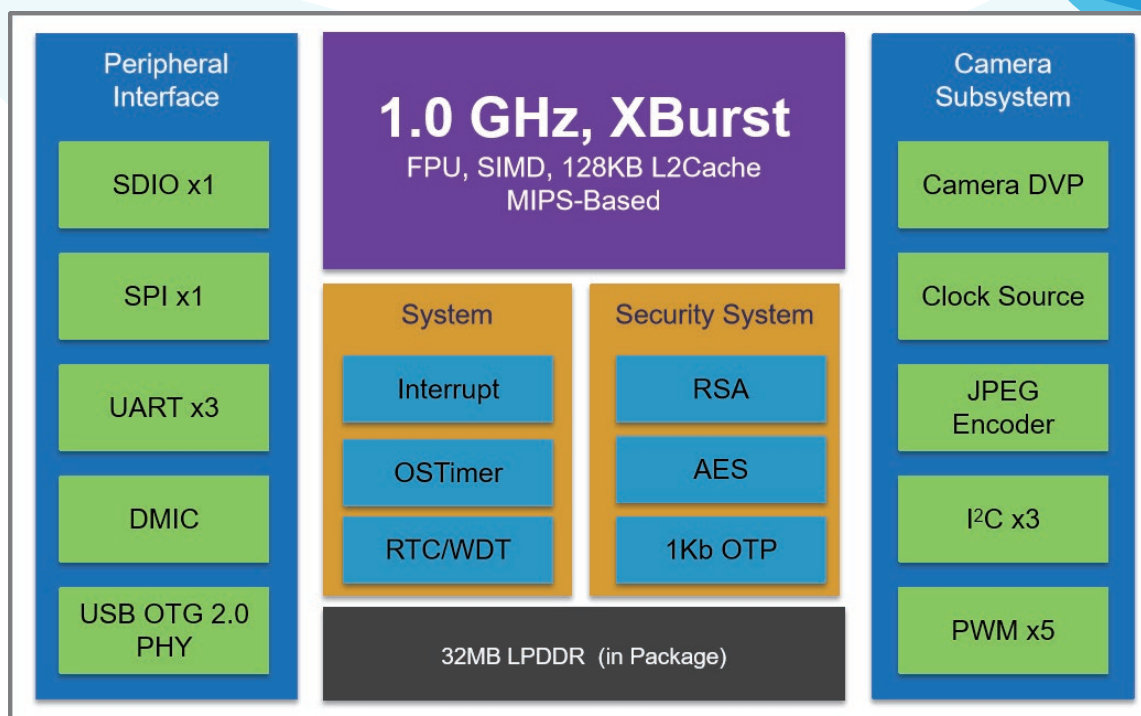 Peripheral
Interface
SDIO x1
SPI x1
UART x3
DMIC
USB OTG 2.0
PHY
1.0 GHz, XBurst
FPU, SIMD, 128KB L2Cache
MIPS-Based
System
Interrupt
OSTimer
RTC/WDT
Security System
RSA
AES
1Kb OTP
32MB LPDDR (in Package)
Camera
Subsystem
Camera DVP
Clock Source
JPEG
Encoder
I²C x3
PWM x5